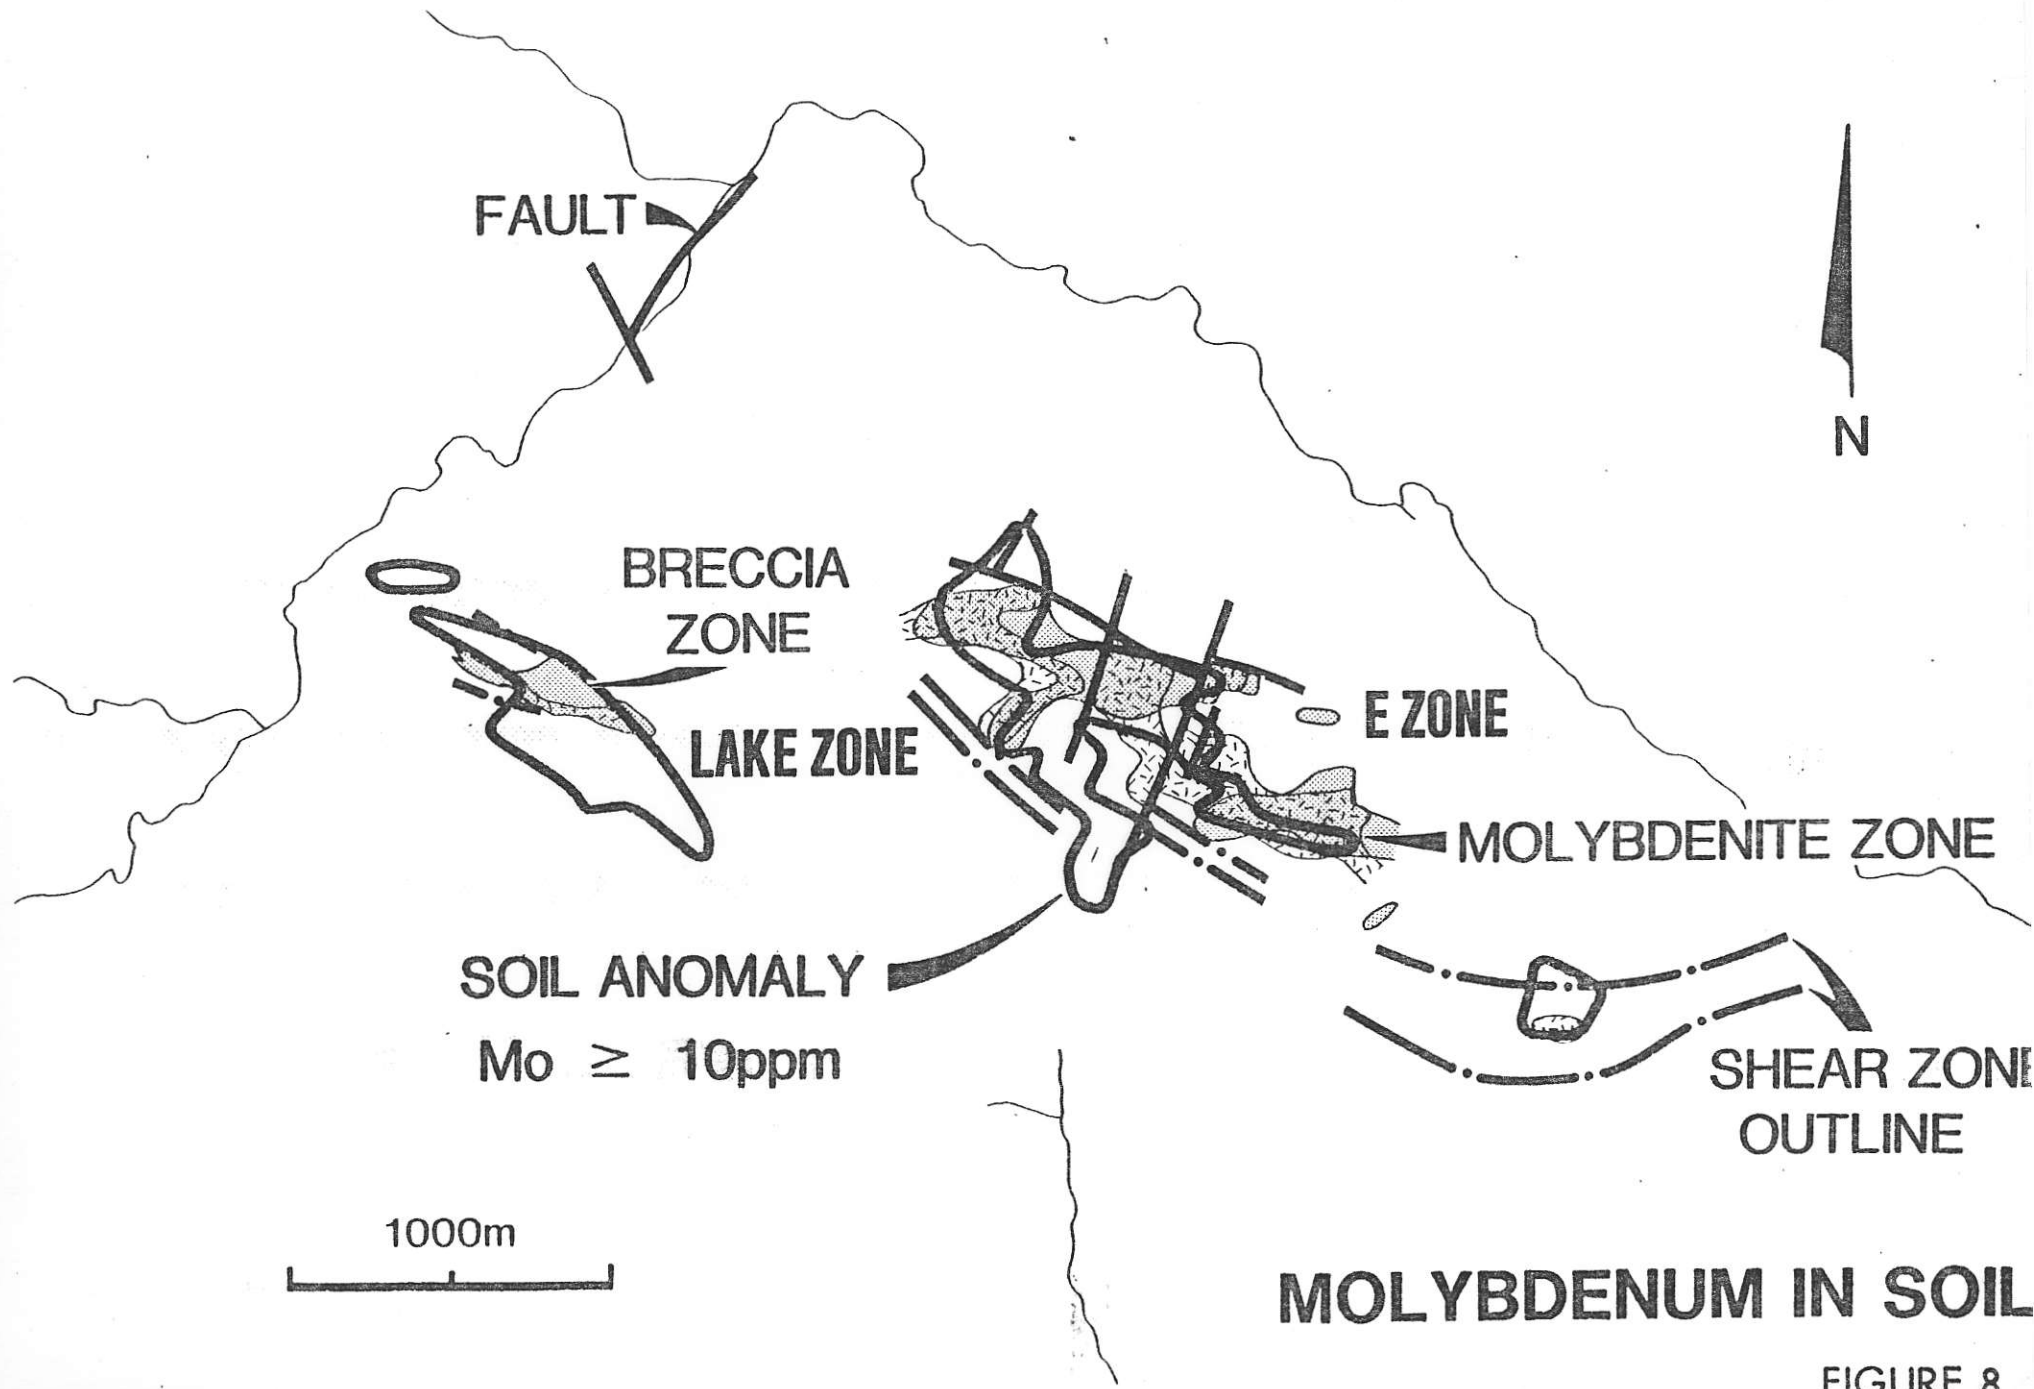 FAULT
N
BRECCIA
ZONE
E ZONE
LAKE ZONE
MOLYBDENITE ZONE
SOIL ANOMALY
Mo ≥ 10ppm
SHEAR ZONE
OUTLINE
1000m
MOLYBDENUM IN SOIL
FIGURE 8